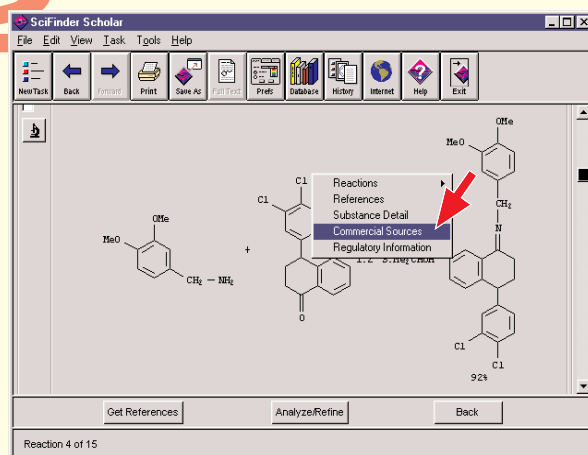 SciFinder Scholar
File Edit View Task Tools Help
New Task Back Forward Print Save As Full Text Prefs Database History Internet Help Exit
OMe
MeO
Cl
Cl
Reactions
References
Substance Detail
Commercial Sources
Regulatory Information
CH₂
N
OMe
MeO
+
CH₂ — NH₂
O
Cl
Cl
92%
Get References Analyze/Refine Back
Reaction 4 of 15